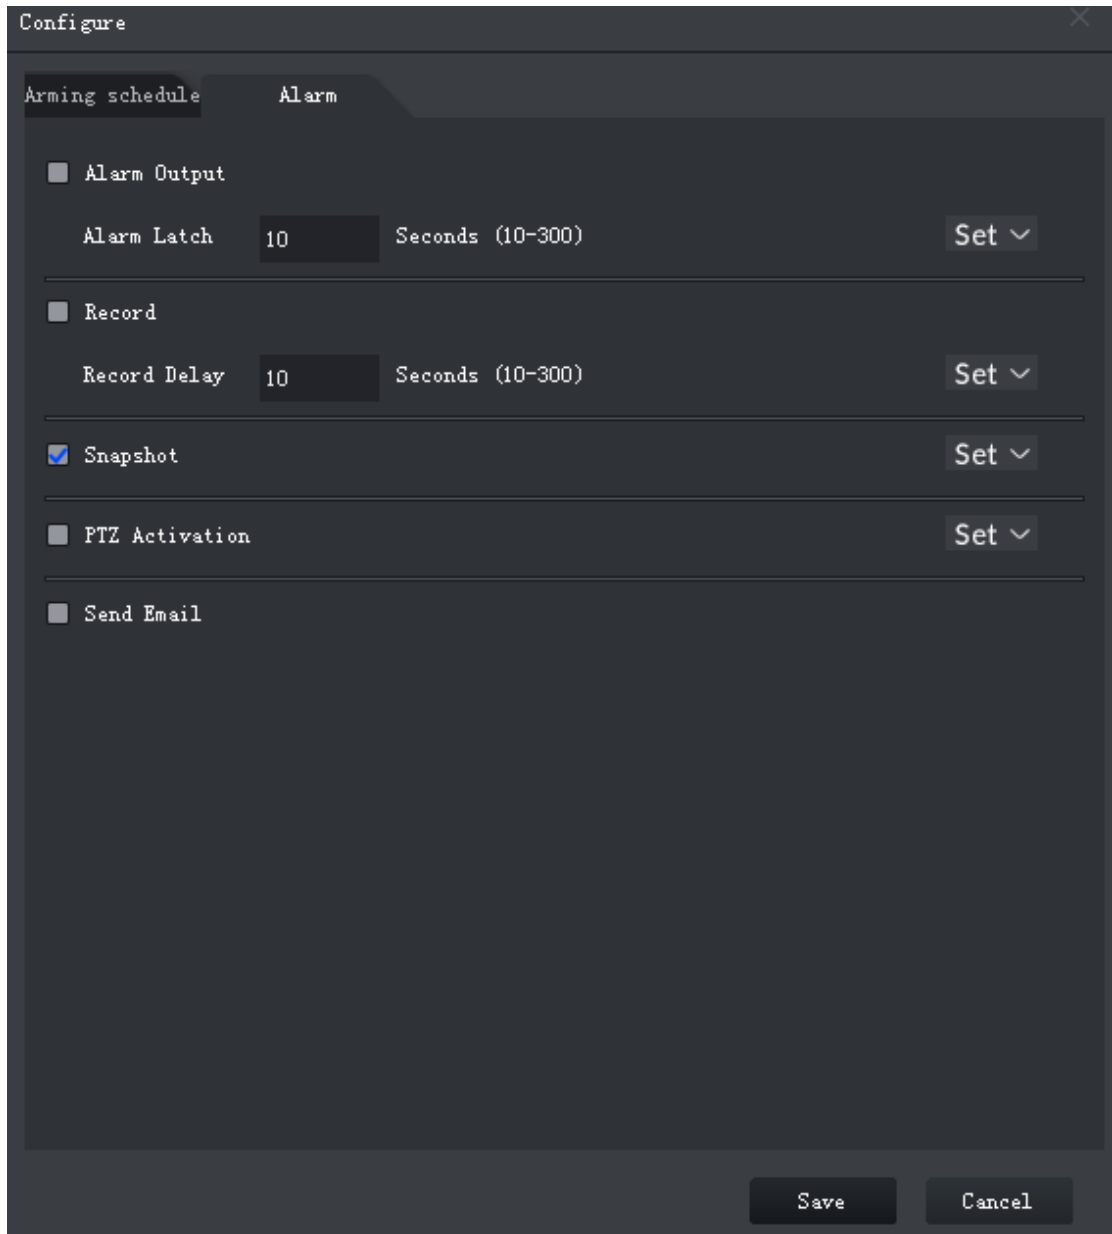 Configure
Arming schedule Alarm
Alarm Output
Alarm Latch 10 Seconds (10-300) Set
Record
Record Delay 10 Seconds (10-300) Set
Snapshot Set
PTZ Activation Set
Send Email
Save Cancel